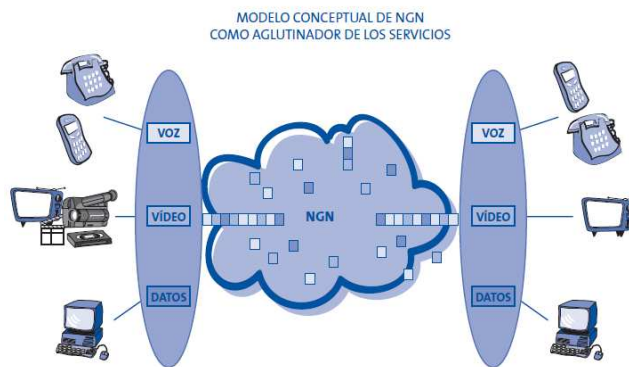 MODELO CONCEPTUAL DE NGN
COMO AGLUTINADOR DE LOS SERVICIOS
VOZ
VOZ
VÍDEO
NGN
VÍDEO
DATOS
DATOS